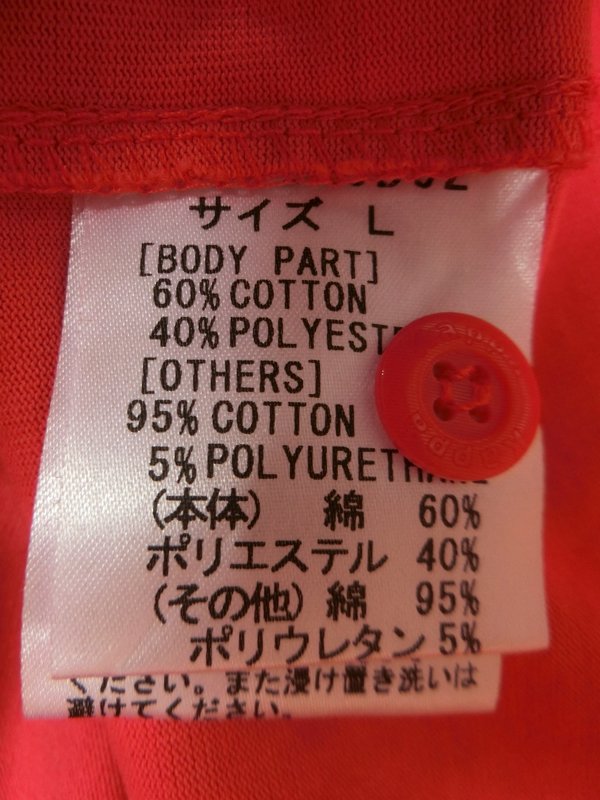 サイズ L
[BODY PART]
60% COTTON
40% POLYEST
[OTHERS]
95% COTTON
5% POLYURETHANE
(本体) 綿 60%
ポリエステル 40%
(その他) 綿 95%
ポリウレタン 5%
ください。また浸け置き洗いは
避けてください。